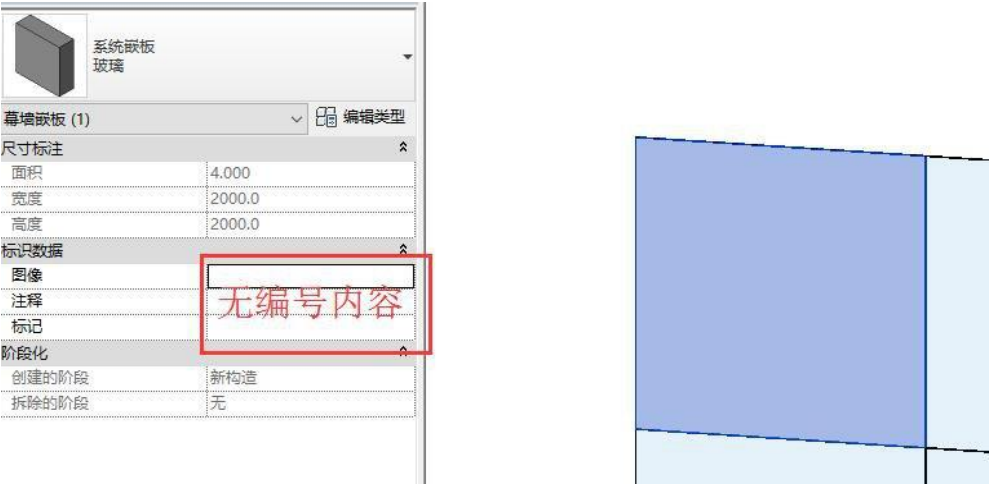 系统嵌板
玻璃
幕墙嵌板 (1)
编辑类型
尺寸标注
面积 4.000
宽度 2000.0
高度 2000.0
标识数据
图像
注释
标记
无编号内容
阶段化
创建的阶段 新构造
拆除的阶段 无